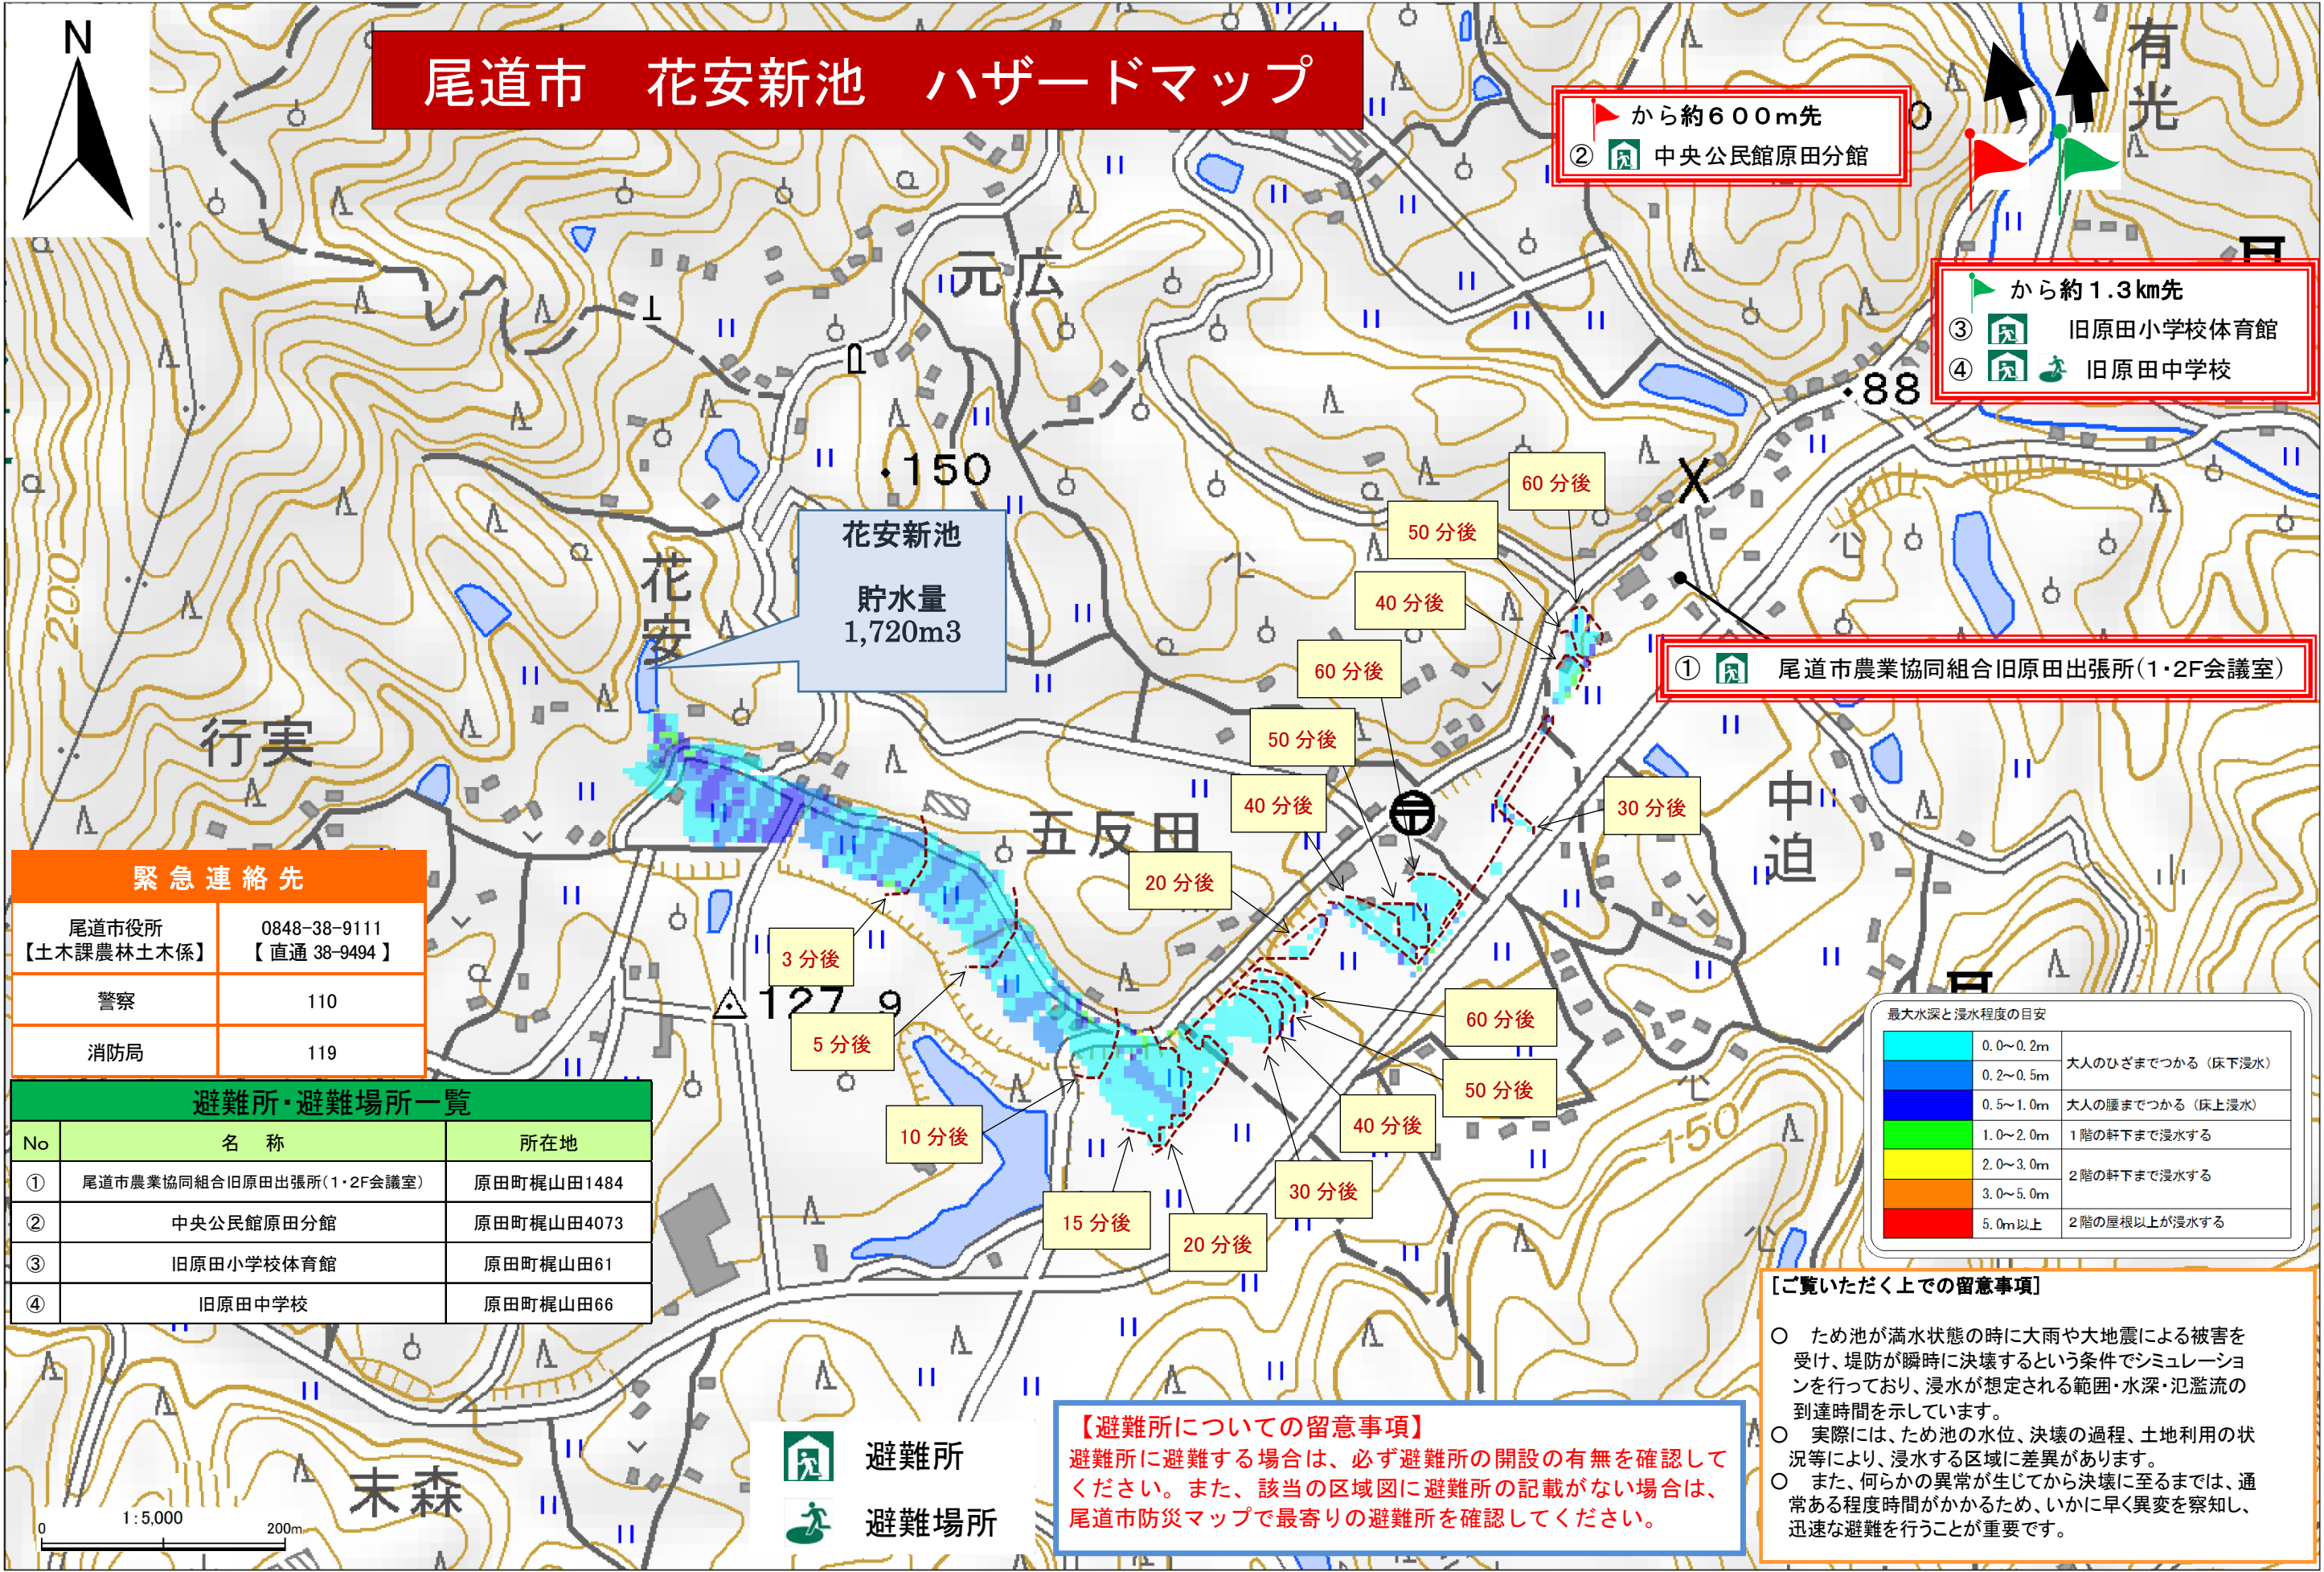 N
尾道市　花安新池　ハザードマップ
有光
から約600m先
② 中央公民館原田分館
から約1.3km先
③ 旧原田小学校体育館
④ 旧原田中学校
元広
・88
・150
X
花安新池
貯水量
1,720m3
花安
200
行実
五反田
中迫
① 尾道市農業協同組合旧原田出張所(1・2F会議室)
60分後
50分後
40分後
60分後
50分後
40分後
30分後
20分後
3分後
127.9
5分後
10分後
15分後
20分後
30分後
40分後
50分後
60分後
150
緊急連絡先
尾道市役所
【土木課農林土木係】
0848-38-9111
【 直通 38-9494 】
警察 110
消防局 119
避難所・避難場所一覧
No 名　称 所在地
① 尾道市農業協同組合旧原田出張所(1・2F会議室) 原田町梶山田1484
② 中央公民館原田分館 原田町梶山田4073
③ 旧原田小学校体育館 原田町梶山田61
④ 旧原田中学校 原田町梶山田66
最大水深と浸水程度の目安
0.0～0.2m
0.2～0.5m
大人のひざまでつかる（床下浸水）
0.5～1.0m 大人の腰までつかる（床上浸水）
1.0～2.0m 1階の軒下まで浸水する
2.0～3.0m
3.0～5.0m
2階の軒下まで浸水する
5.0m以上 2階の屋根以上が浸水する
末森
1:5,000
0 200m
避難所
避難場所
【避難所についての留意事項】
避難所に避難する場合は、必ず避難所の開設の有無を確認して
ください。また、該当の区域図に避難所の記載がない場合は、
尾道市防災マップで最寄りの避難所を確認してください。
[ご覧いただく上での留意事項]
○　ため池が満水状態の時に大雨や大地震による被害を
受け、堤防が瞬時に決壊するという条件でシミュレーショ
ンを行っており、浸水が想定される範囲・水深・氾濫流の
到達時間を示しています。
○　実際には、ため池の水位、決壊の過程、土地利用の状
況等により、浸水する区域に差異があります。
○　また、何らかの異常が生じてから決壊に至るまでは、通
常ある程度時間がかかるため、いかに早く異変を察知し、
迅速な避難を行うことが重要です。